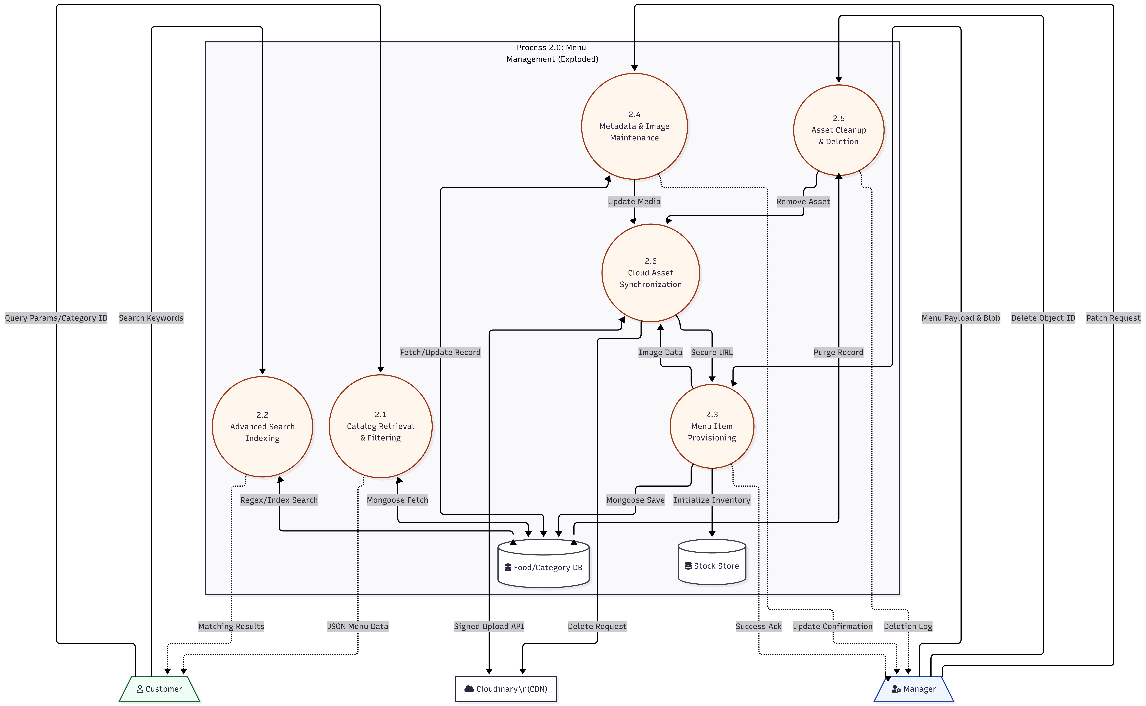 Process 2.0: Menu
Management (Exploded)
2.4
Metadata & Image
Maintenance
2.5
Asset Cleanup
& Deletion
Update Media
Remove Asset
2.6
Cloud Asset
Synchronization
Query Params/Category ID
Search Keywords
Menu Payload & Blob
Delete Object ID
Patch Request
Fetch/Update Record
Image Data
Secure URL
Purge Record
2.2
Advanced Search
Indexing
2.1
Catalog Retrieval
& Filtering
2.3
Menu Item
Provisioning
Regex/Index Search
Mongoose Fetch
Mongoose Save
Initialize Inventory
Food/Category DB
Stock Store
Matching Results
JSON Menu Data
Signed Upload API
Delete Request
Success Ack
Update Confirmation
Deletion Log
Customer
Cloudinary\n(CDN)
Manager